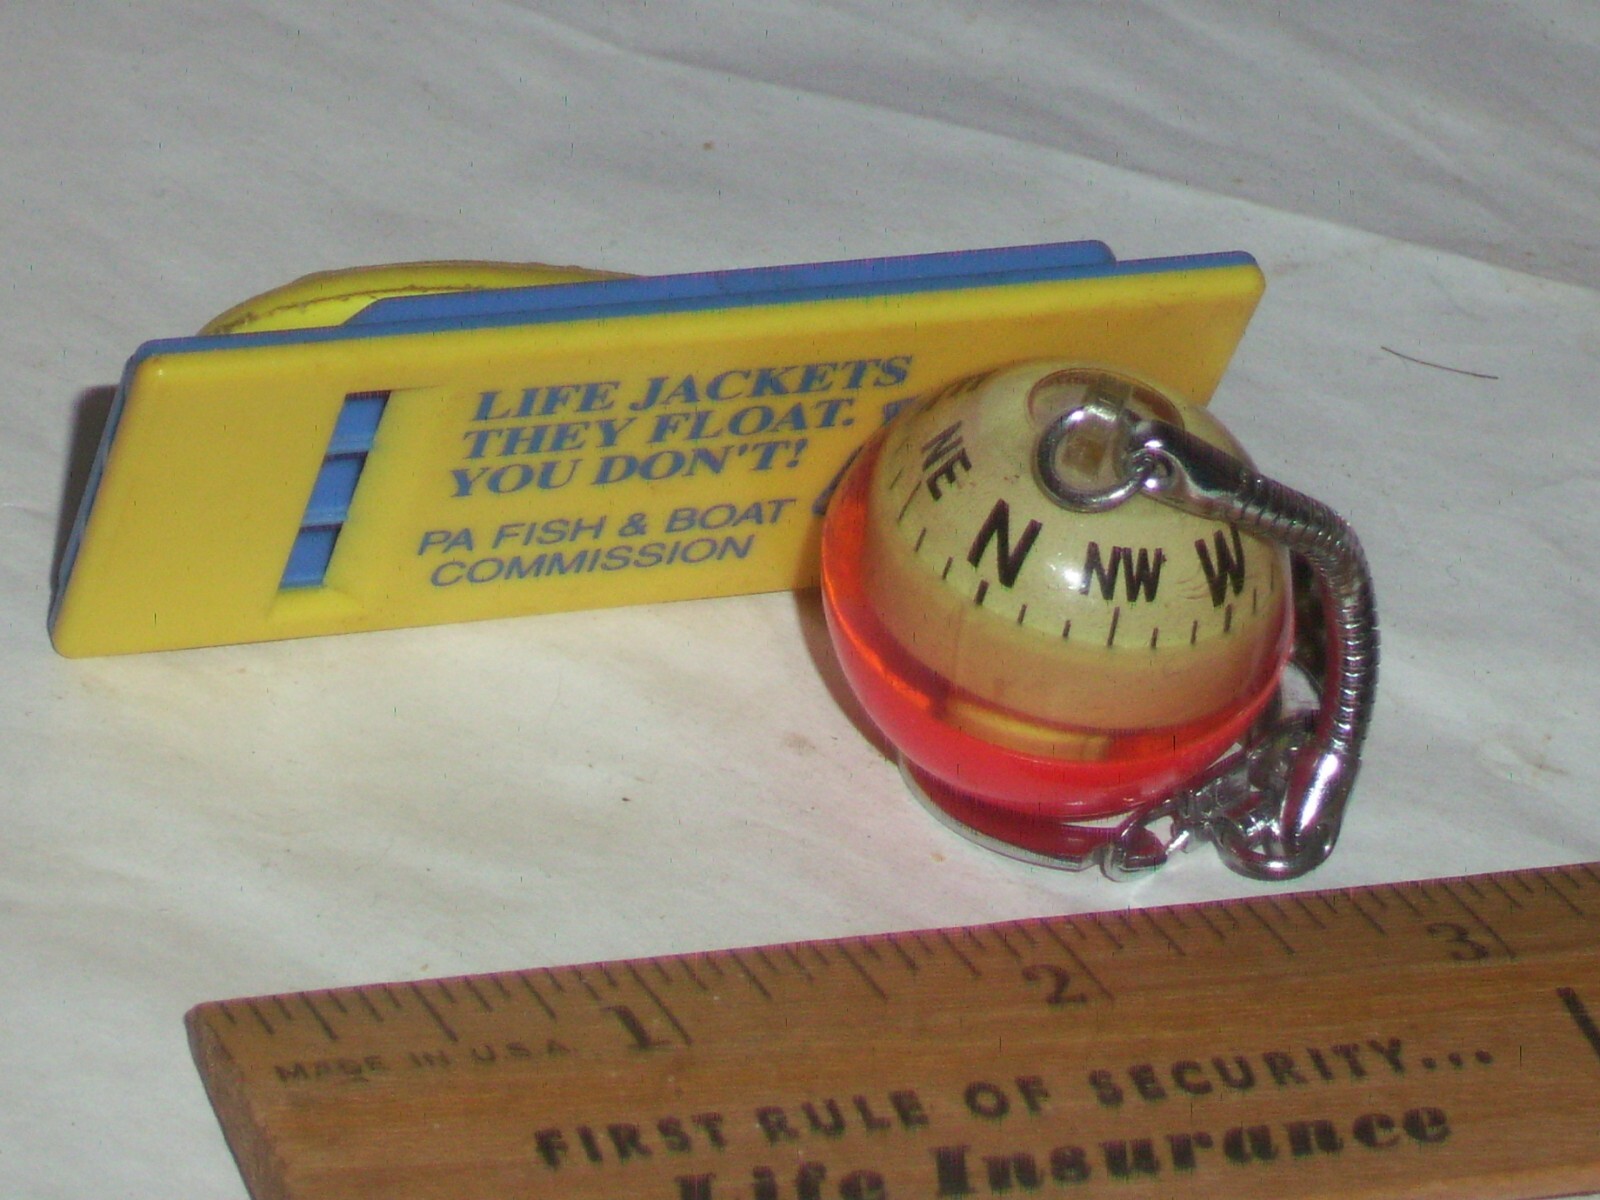 LIFE JACKETS
THEY FLOAT.
YOU DON'T!
PA FISH & BOAT
COMMISSION
NE
N
NW
W
1
2
3
MADE IN U.S.A.
FIRST RULE OF SECURITY...
Life Insurance